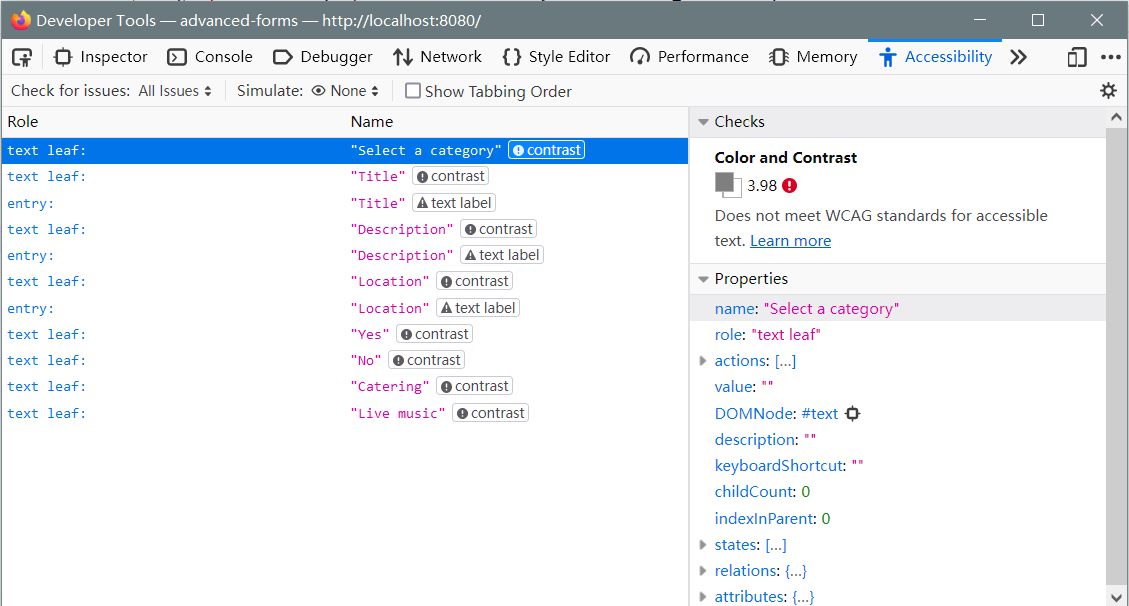 Developer Tools — advanced-forms — http://localhost:8080/
Inspector Console Debugger Network Style Editor Performance Memory Accessibility
Check for issues: All Issues Simulate: None Show Tabbing Order
Role Name
text leaf: "Select a category" contrast
text leaf: "Title" contrast
entry: "Title" text label
text leaf: "Description" contrast
entry: "Description" text label
text leaf: "Location" contrast
entry: "Location" text label
text leaf: "Yes" contrast
text leaf: "No" contrast
text leaf: "Catering" contrast
text leaf: "Live music" contrast
Checks
Color and Contrast
3.98
Does not meet WCAG standards for accessible
text. Learn more
Properties
name: "Select a category"
role: "text leaf"
actions: […]
value: ""
DOMNode: #text
description: ""
keyboardShortcut: ""
childCount: 0
indexInParent: 0
states: […]
relations: {…}
attributes: {…}